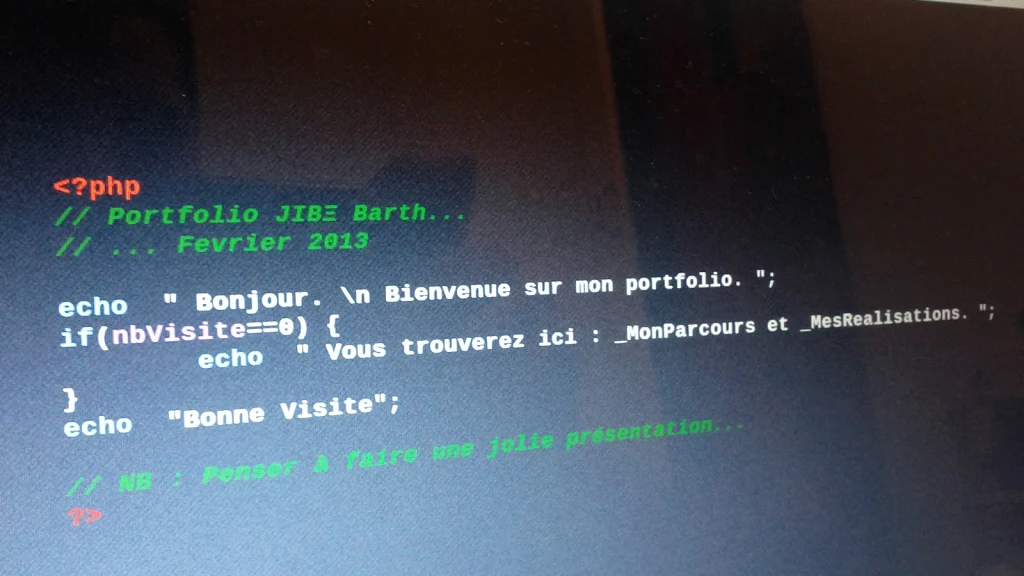 <?php
// Portfolio JIBΞ Barth...
// ... Fevrier 2013
echo " Bonjour. \n Bienvenue sur mon portfolio. ";
if(nbVisite==0) {
echo " Vous trouverez ici : _MonParcours et _MesRealisations. ";
}
echo "Bonne Visite";
// NB : Penser à faire une jolie présentation...
?>